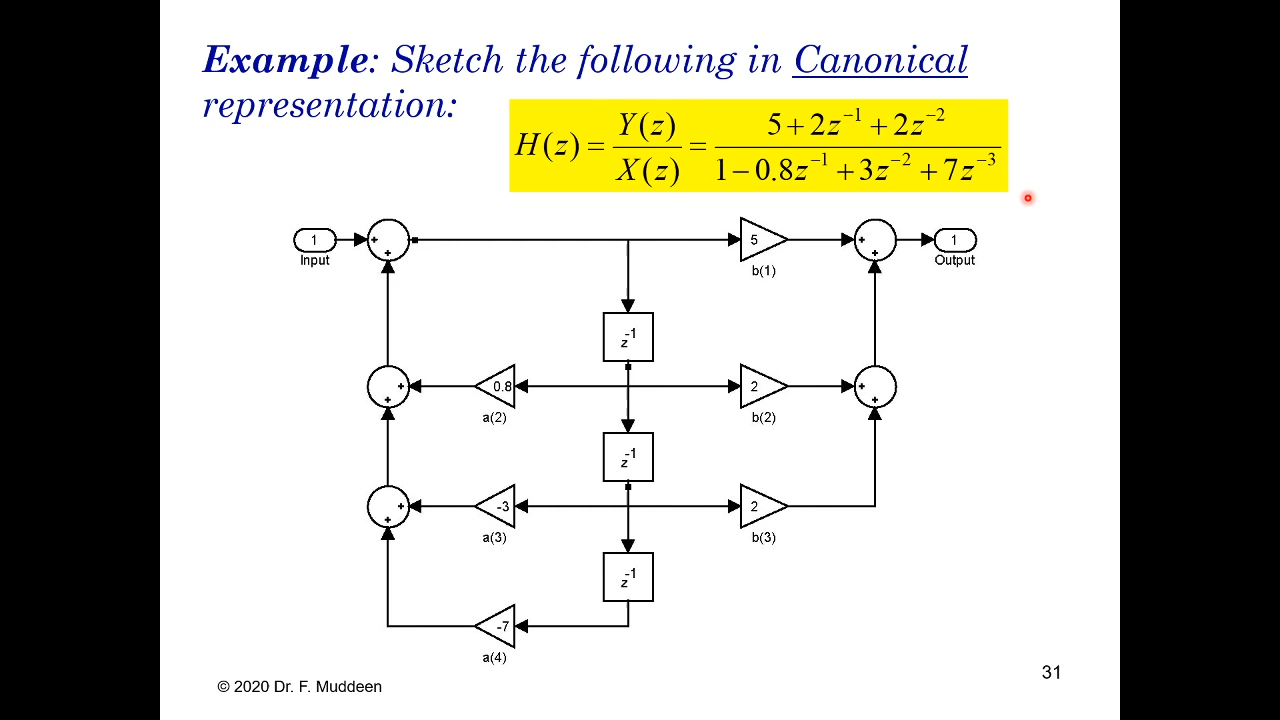 Example: Sketch the following in Canonical
representation:
H(z) = Y(z)/X(z) = (5+2z⁻¹+2z⁻²)/(1−0.8z⁻¹+3z⁻²+7z⁻³)
1 + + 5 + + 1
Input b(1) Output
z⁻¹
+ + 0.8 2 + +
a(2) b(2)
z⁻¹
+ + -3 2
a(3) b(3)
z⁻¹
-7
a(4)
31
© 2020 Dr. F. Muddeen